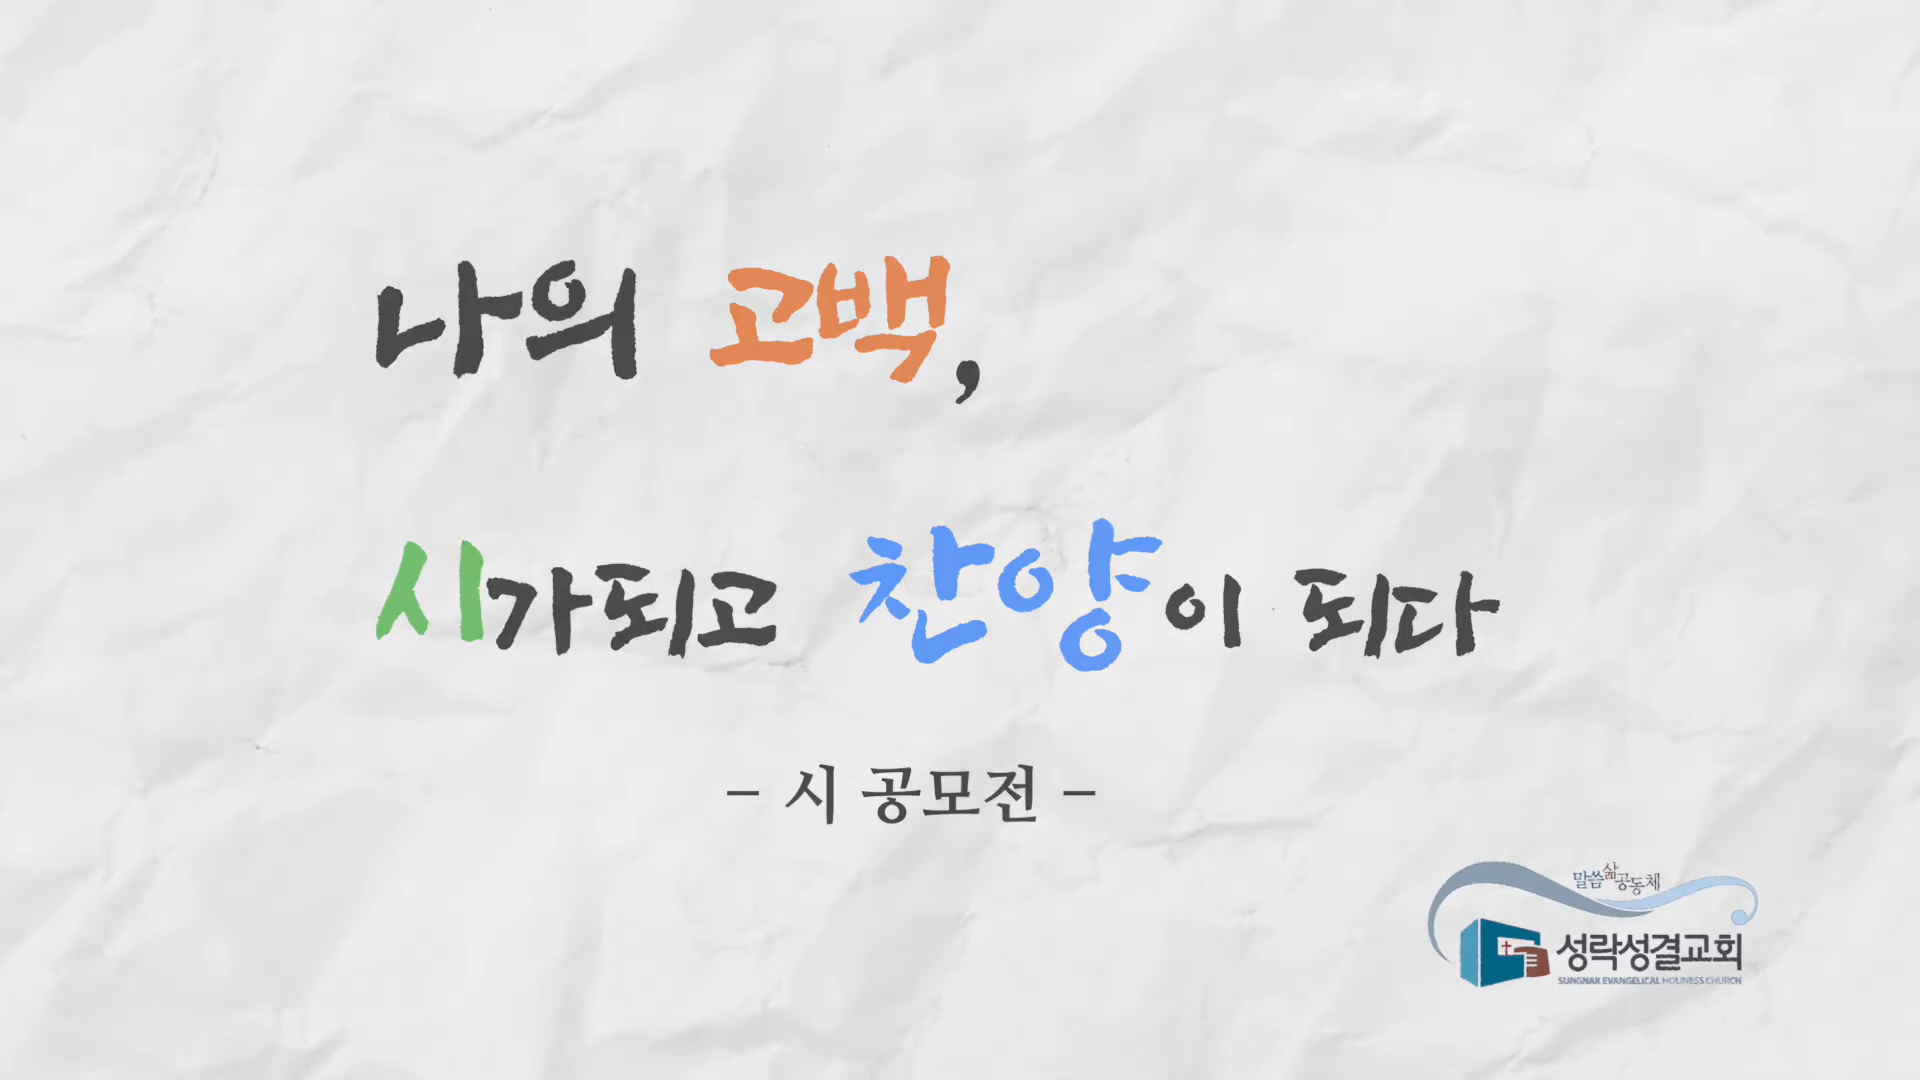 나의 고백,
시가되고 찬양이 되다
- 시 공모전 -
말씀삶공동체
성락성결교회
SUNGNAK EVANGELICAL HOLINESS CHURCH